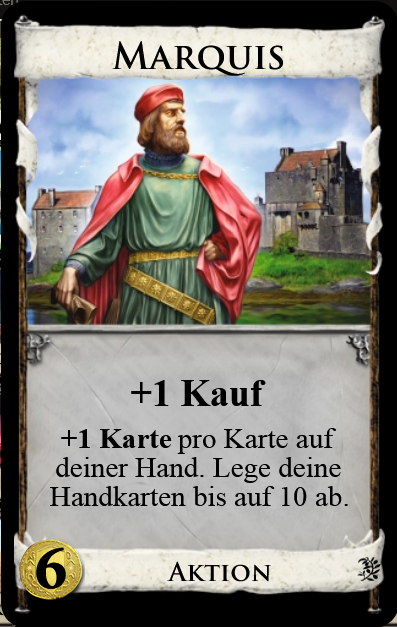 MARQUIS
+1 Kauf
+1 Karte pro Karte auf
deiner Hand. Lege deine
Handkarten bis auf 10 ab.
6
AKTION